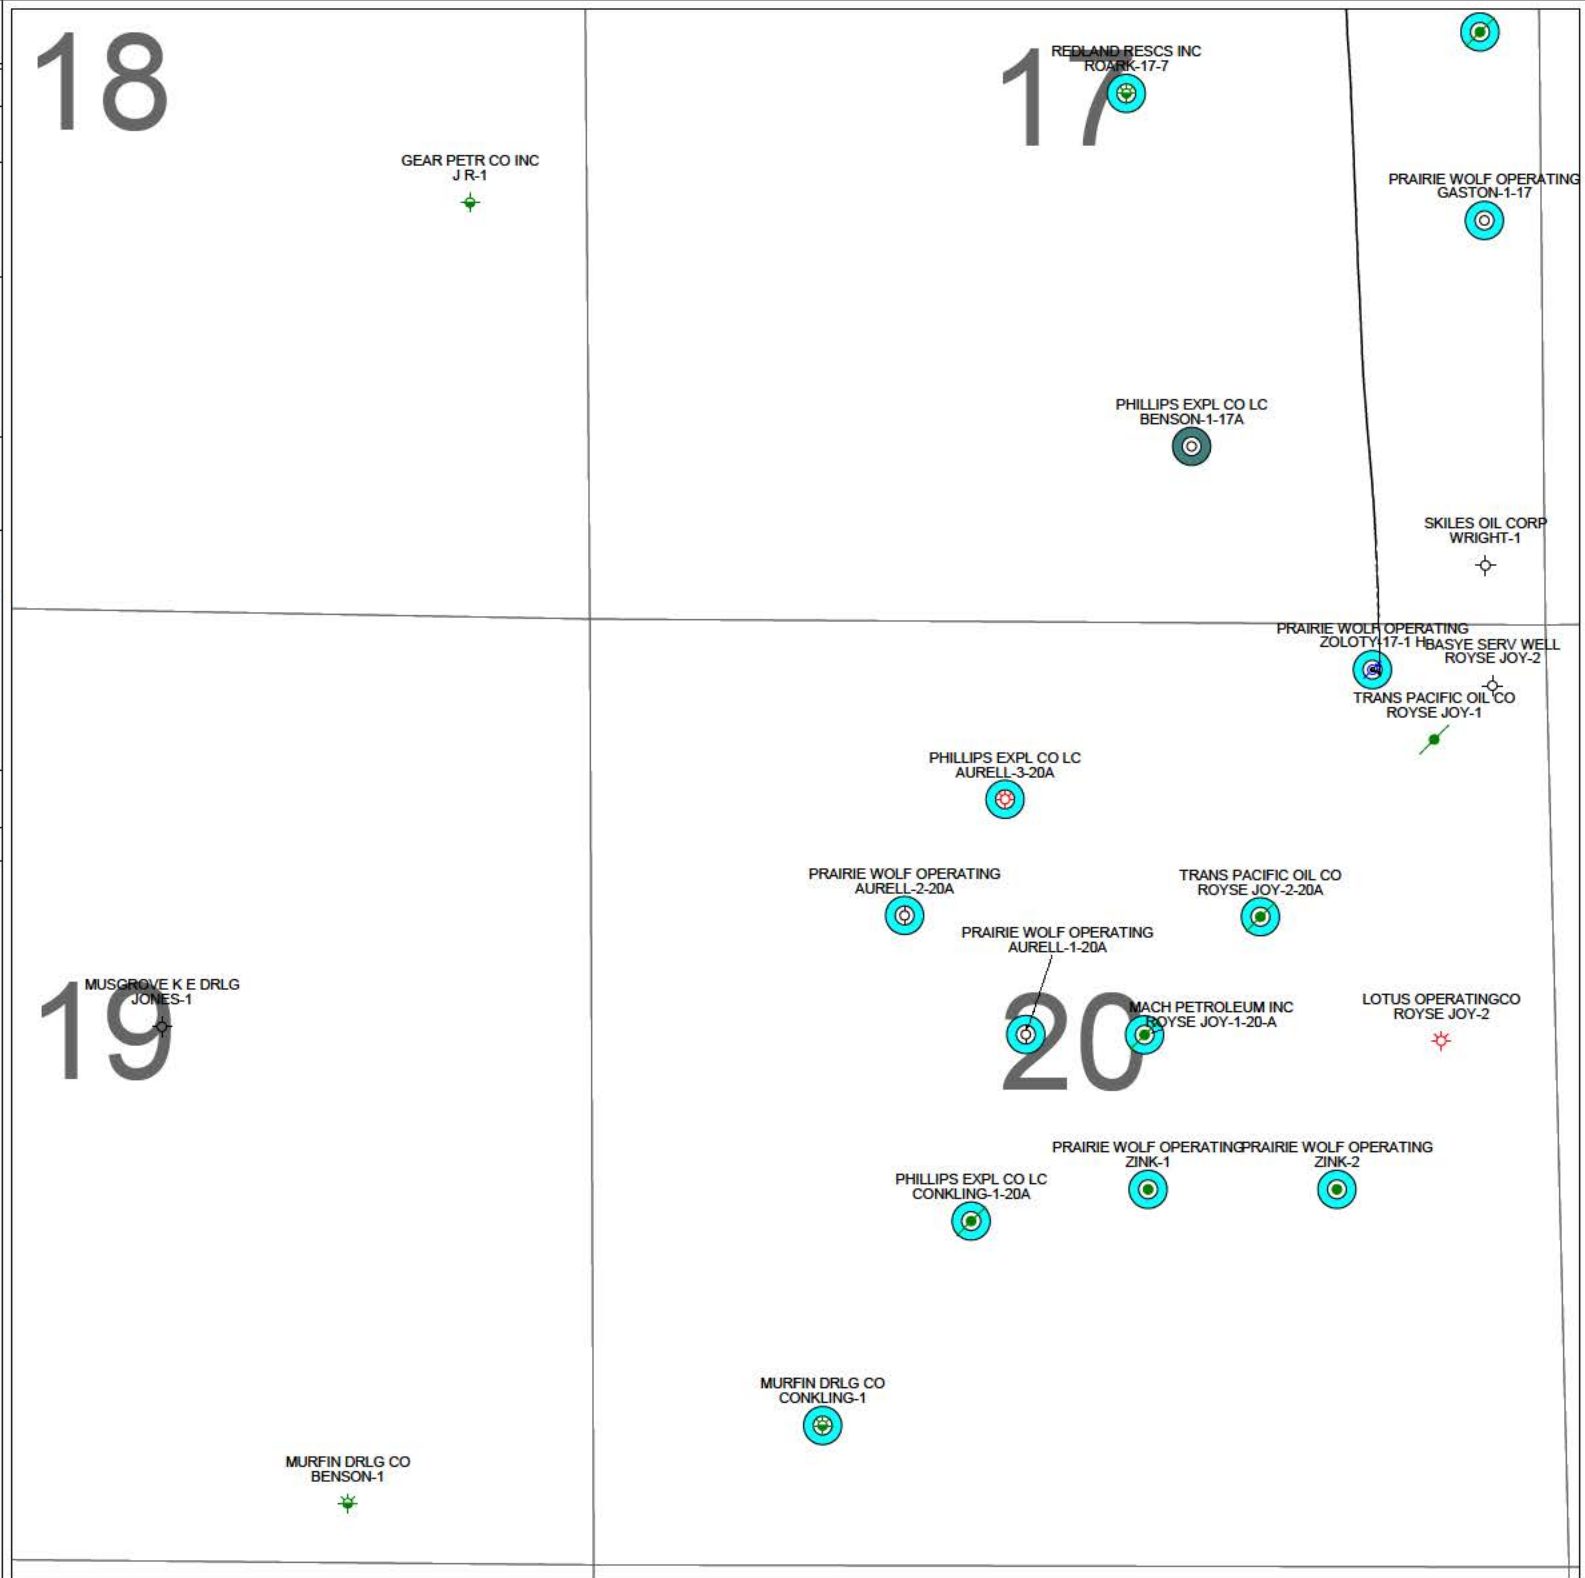 18
17
REDLAND RESCS INC
ROARK-17-7
GEAR PETR CO INC
J R-1
PRAIRIE WOLF OPERATING
GASTON-1-17
PHILLIPS EXPL CO LC
BENSON-1-17A
SKILES OIL CORP
WRIGHT-1
PRAIRIE WOLF OPERATING
ZOLOTY-17-1 H
BASYE SERV WELL
ROYSE JOY-2
TRANS PACIFIC OIL CO
ROYSE JOY-1
PHILLIPS EXPL CO LC
AURELL-3-20A
PRAIRIE WOLF OPERATING
AURELL-2-20A
TRANS PACIFIC OIL CO
ROYSE JOY-2-20A
PRAIRIE WOLF OPERATING
AURELL-1-20A
19
MUSGROVE K E DRLG
JONES-1
20
MACH PETROLEUM INC
ROYSE JOY-1-20-A
LOTUS OPERATINGCO
ROYSE JOY-2
PRAIRIE WOLF OPERATING
ZINK-1
PRAIRIE WOLF OPERATING
ZINK-2
PHILLIPS EXPL CO LC
CONKLING-1-20A
MURFIN DRLG CO
CONKLING-1
MURFIN DRLG CO
BENSON-1